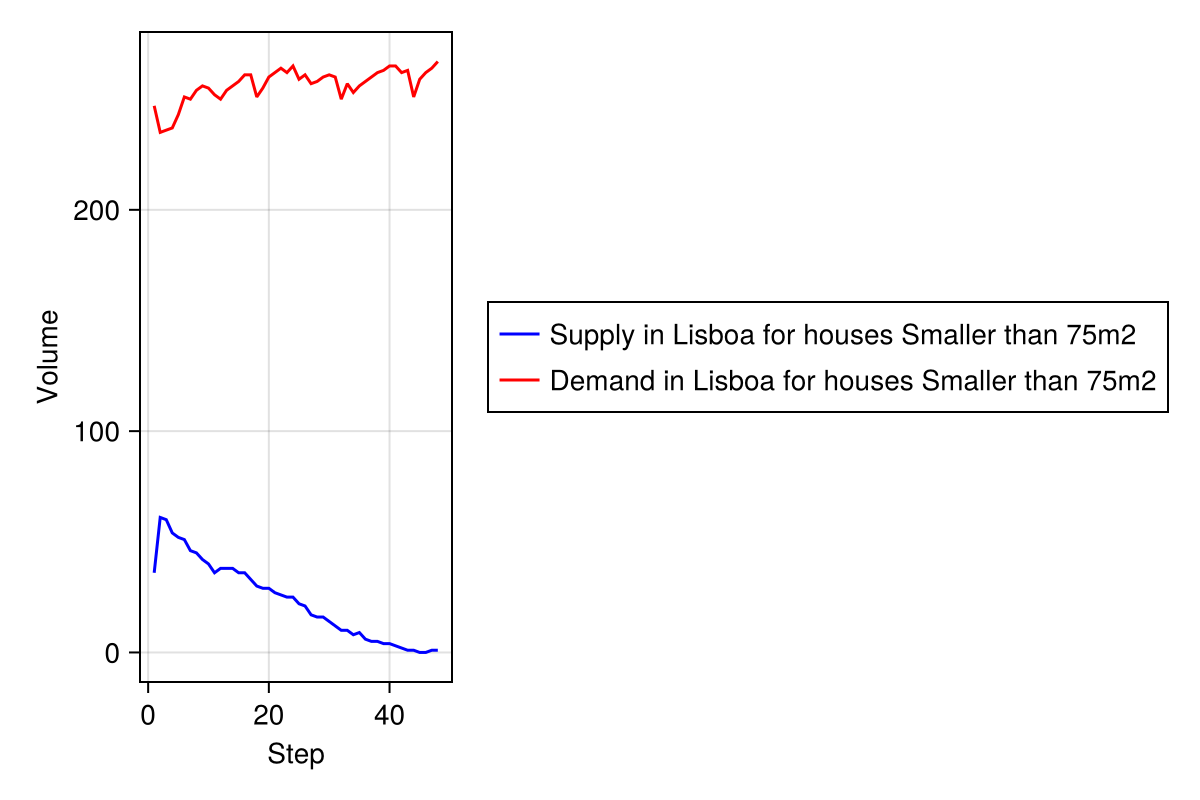 Volume
200
100
0
0 20 40
Step
Supply in Lisboa for houses Smaller than 75m2
Demand in Lisboa for houses Smaller than 75m2